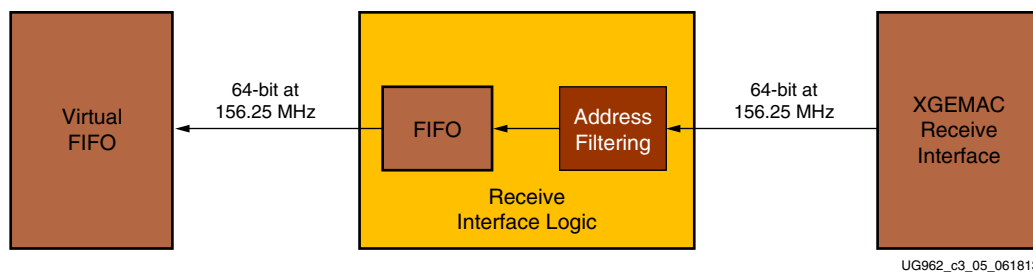 Virtual
FIFO
64-bit at
156.25 MHz
FIFO
Address
Filtering
Receive
Interface Logic
64-bit at
156.25 MHz
XGEMAC
Receive
Interface
UG962_c3_05_06181